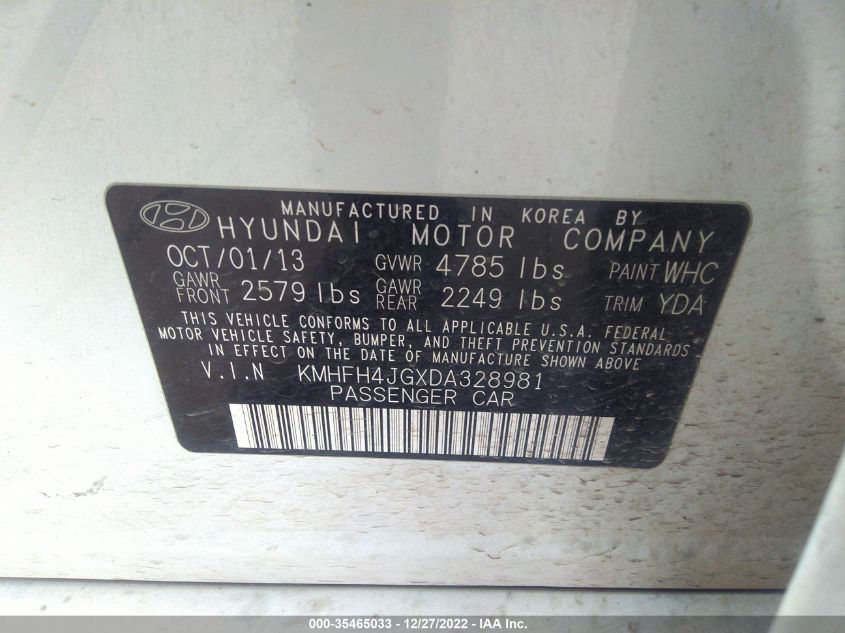 MANUFACTURED IN KOREA BY
HYUNDAI MOTOR COMPANY
OCT/01/13 GVWR 4785 lbs PAINT WHC
GAWR FRONT 2579 lbs GAWR REAR 2249 lbs TRIM YDA
THIS VEHICLE CONFORMS TO ALL APPLICABLE U.S.A. FEDERAL
MOTOR VEHICLE SAFETY, BUMPER, AND THEFT PREVENTION STANDARDS
IN EFFECT ON THE DATE OF MANUFACTURE SHOWN ABOVE
V.I.N KMHFH4JGXDA328981
PASSENGER CAR
000-35465033 - 12/27/2022 - IAA Inc.